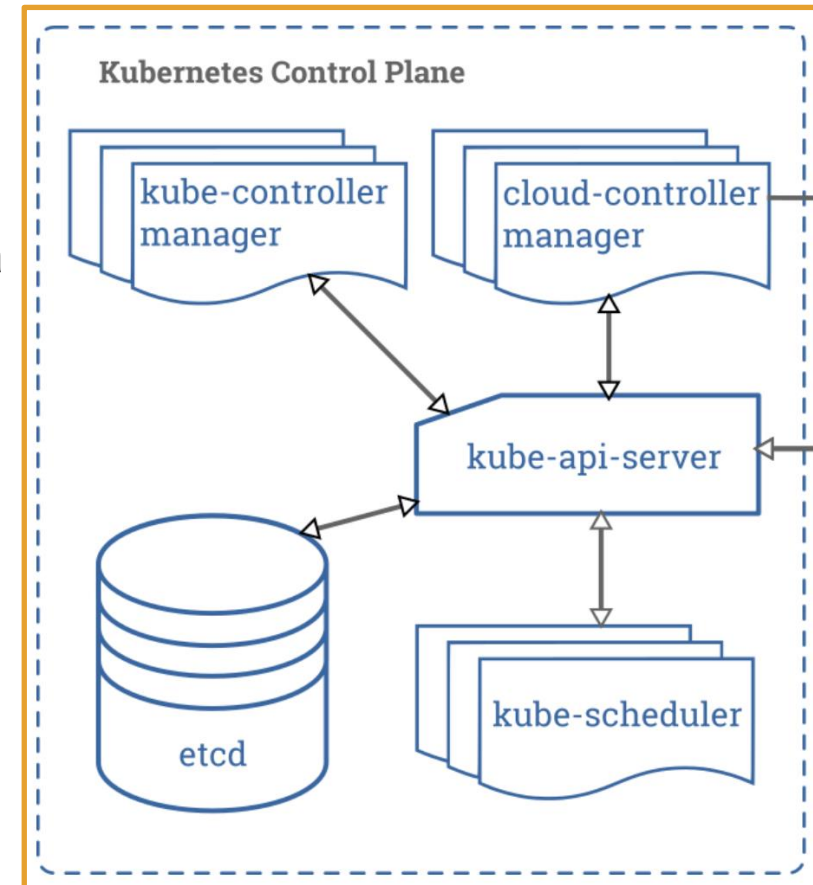 Kubernetes Control Plane
kube-controller
manager
cloud-controller
manager
kube-api-server
etcd
kube-scheduler